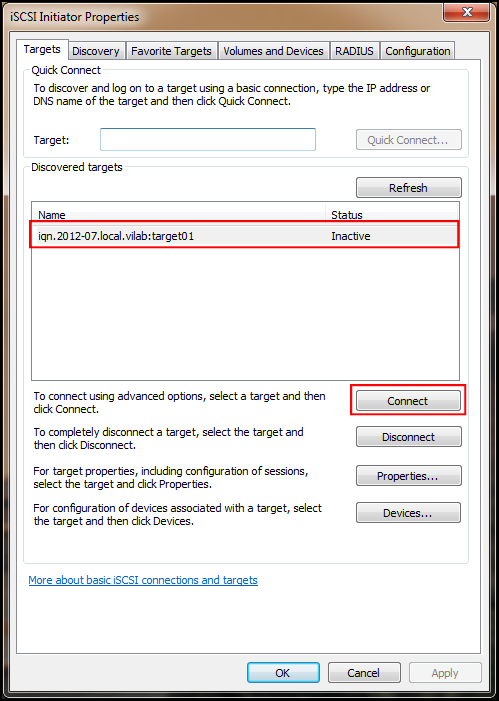 iSCSI Initiator Properties
Targets Discovery Favorite Targets Volumes and Devices RADIUS Configuration
Quick Connect
To discover and log on to a target using a basic connection, type the IP address or
DNS name of the target and then click Quick Connect.
Target: Quick Connect...
Discovered targets
Refresh
Name Status
iqn.2012-07.local.vilab:target01 Inactive
To connect using advanced options, select a target and then
click Connect.
Connect
To completely disconnect a target, select the target and
then click Disconnect.
Disconnect
For target properties, including configuration of sessions,
select the target and click Properties.
Properties...
For configuration of devices associated with a target, select
the target and then click Devices.
Devices...
More about basic iSCSI connections and targets
OK Cancel Apply